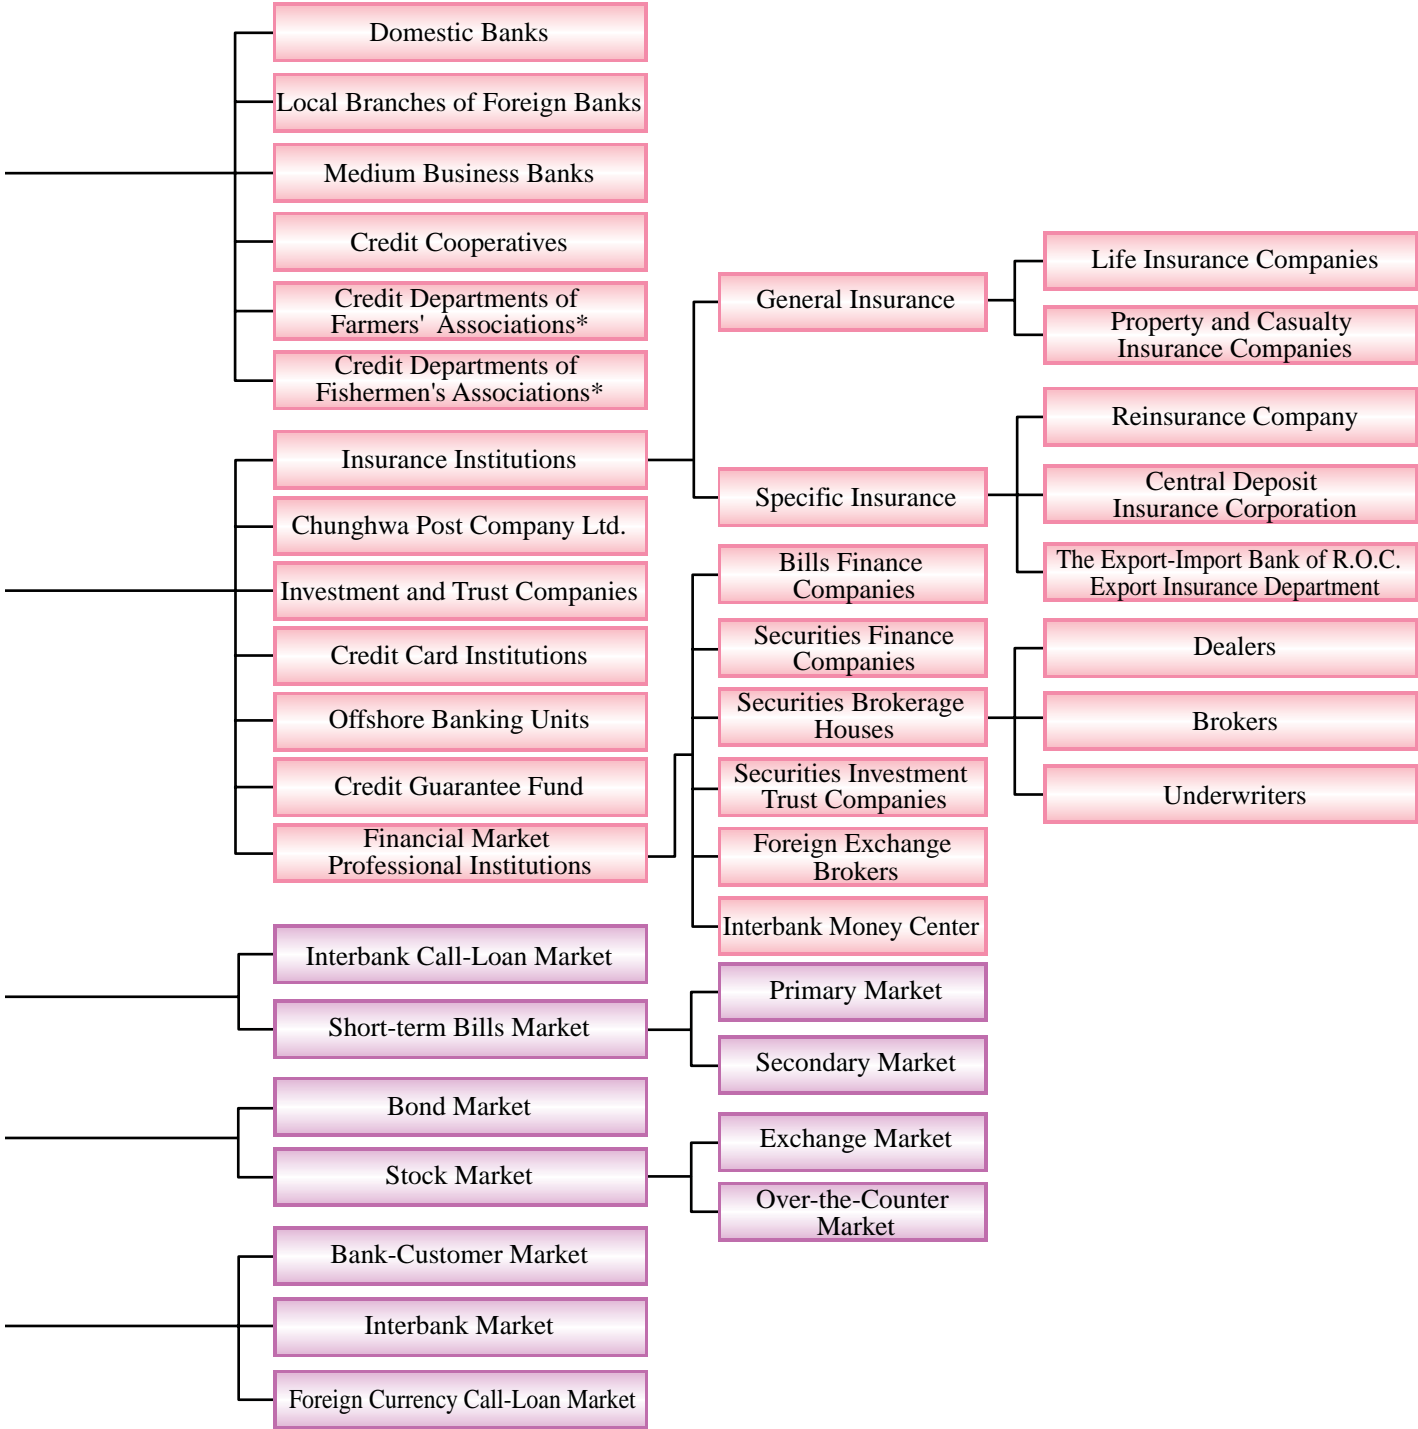 Domestic Banks
Local Branches of Foreign Banks
Medium Business Banks
Credit Cooperatives
Credit Departments of
Farmers'  Associations*
Credit Departments of
Fishermen's Associations*
Insurance Institutions
Chunghwa Post Company Ltd.
Investment and Trust Companies
Credit Card Institutions
Offshore Banking Units
Credit Guarantee Fund
Financial Market
Professional Institutions
Interbank Call-Loan Market
Short-term Bills Market
Bond Market
Stock Market
Bank-Customer Market
Interbank Market
Foreign Currency Call-Loan Market
General Insurance
Specific Insurance
Bills Finance
Companies
Securities Finance
Companies
Securities Brokerage
Houses
Securities Investment
Trust Companies
Foreign Exchange
Brokers
Interbank Money Center
Primary Market
Secondary Market
Exchange Market
Over-the-Counter
Market
Life Insurance Companies
Property and Casualty
Insurance Companies
Reinsurance Company
Central Deposit
Insurance Corporation
The Export-Import Bank of R.O.C.
Export Insurance Department
Dealers
Brokers
Underwriters